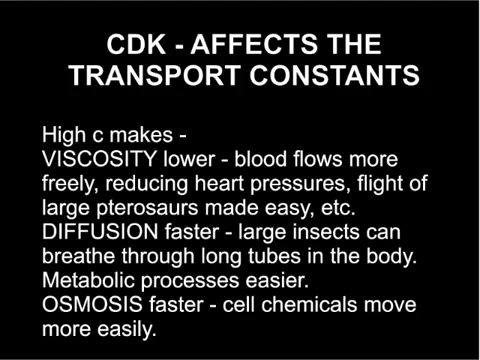 CDK - AFFECTS THE
TRANSPORT CONSTANTS
High c makes -
VISCOSITY lower - blood flows more
freely, reducing heart pressures, flight of
large pterosaurs made easy, etc.
DIFFUSION faster - large insects can
breathe through long tubes in the body.
Metabolic processes easier.
OSMOSIS faster - cell chemicals move
more easily.